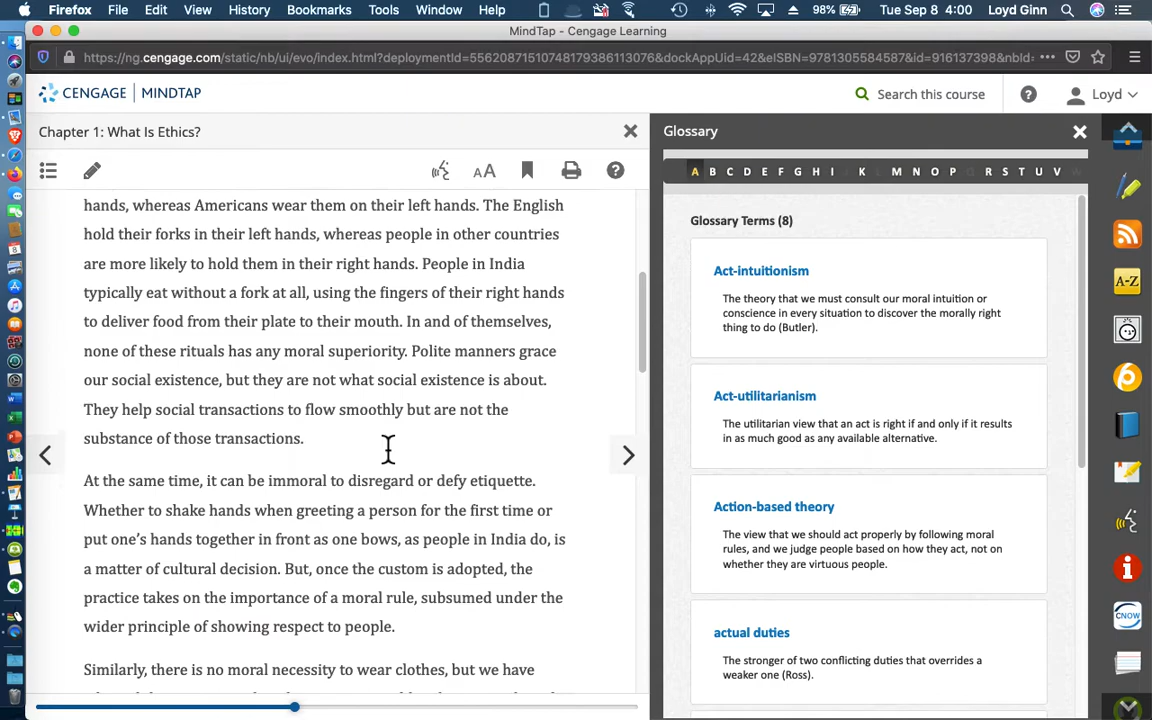 Firefox File Edit View History Bookmarks Tools Window Help 98% Tue Sep 8 4:00 Loyd Ginn
MindTap - Cengage Learning
https://ng.cengage.com/static/nb/ui/evo/index.html?deploymentId=5562087151074817938611307​6&dockAppUid=42&eISBN=9781305584587&id=916137398&nbId=
CENGAGE | MINDTAP
Search this course
Loyd
Chapter 1: What Is Ethics?
AA
hands, whereas Americans wear them on their left hands. The English
hold their forks in their left hands, whereas people in other countries
are more likely to hold them in their right hands. People in India
typically eat without a fork at all, using the fingers of their right hands
to deliver food from their plate to their mouth. In and of themselves,
none of these rituals has any moral superiority. Polite manners grace
our social existence, but they are not what social existence is about.
They help social transactions to flow smoothly but are not the
substance of those transactions.
At the same time, it can be immoral to disregard or defy etiquette.
Whether to shake hands when greeting a person for the first time or
put one's hands together in front as one bows, as people in India do, is
a matter of cultural decision. But, once the custom is adopted, the
practice takes on the importance of a moral rule, subsumed under the
wider principle of showing respect to people.
Similarly, there is no moral necessity to wear clothes, but we have
Glossary
A B C D E F G H I K L M N O P Q R S T U V
Glossary Terms (8)
Act-intuitionism
The theory that we must consult our moral intuition or
conscience in every situation to discover the morally right
thing to do (Butler).
Act-utilitarianism
The utilitarian view that an act is right if and only if it results
in as much good as any available alternative.
Action-based theory
The view that we should act properly by following moral
rules, and we judge people based on how they act, not on
whether they are virtuous people.
actual duties
The stronger of two conflicting duties that overrides a
weaker one (Ross).
A-Z
CNOW